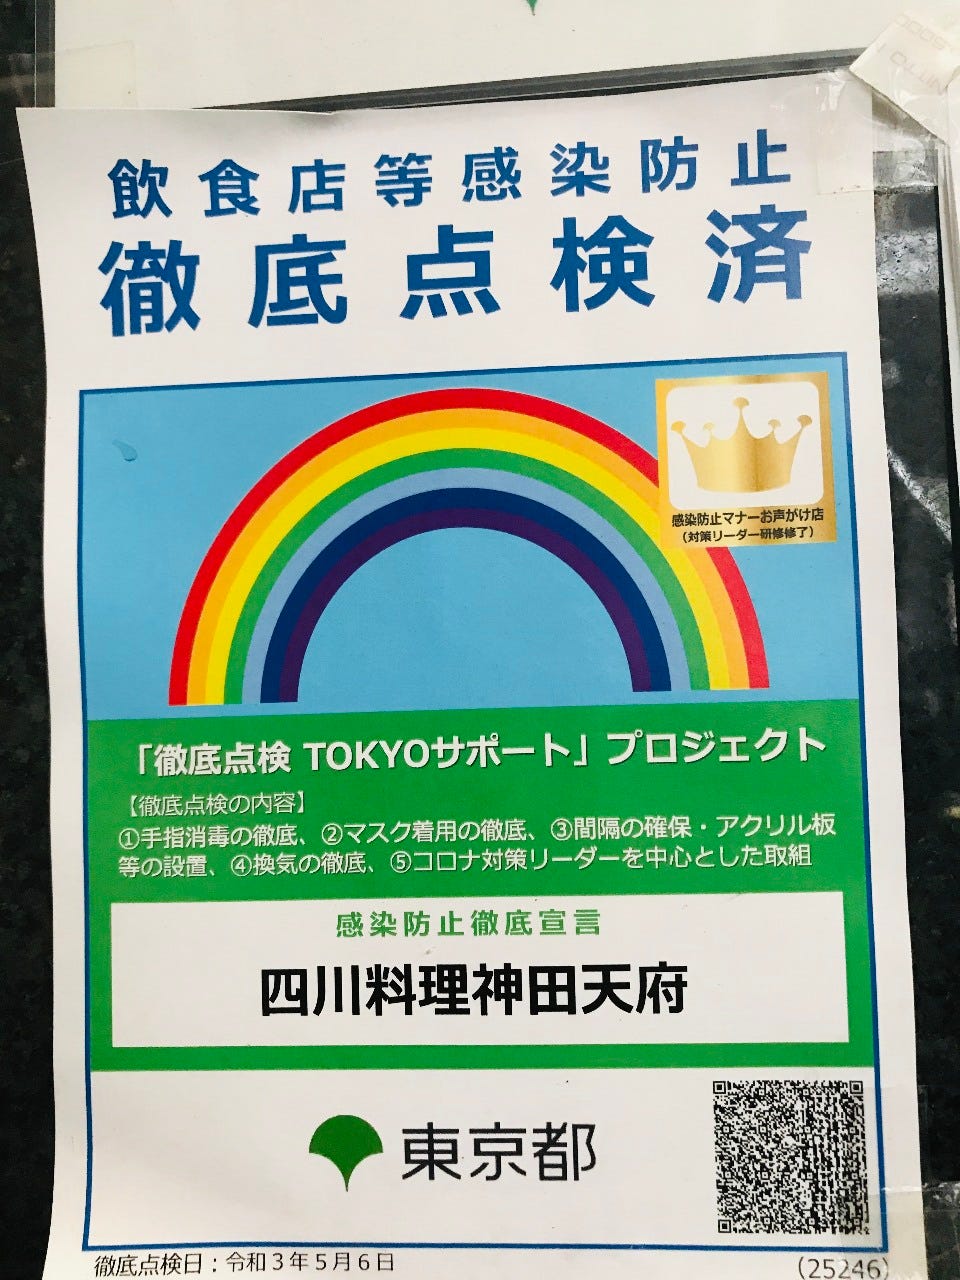 飲食店等感染防止
徹底点検済
感染防止マナーお声がけ店
(対策リーダー研修修了)
「徹底点検 TOKYOサポート」プロジェクト
【徹底点検の内容】
①手指消毒の徹底、②マスク着用の徹底、③間隔の確保・アクリル板
等の設置、④換気の徹底、⑤コロナ対策リーダーを中心とした取組
感染防止徹底宣言
四川料理神田天府
東京都
徹底点検日：令和３年５月６日
(25246)